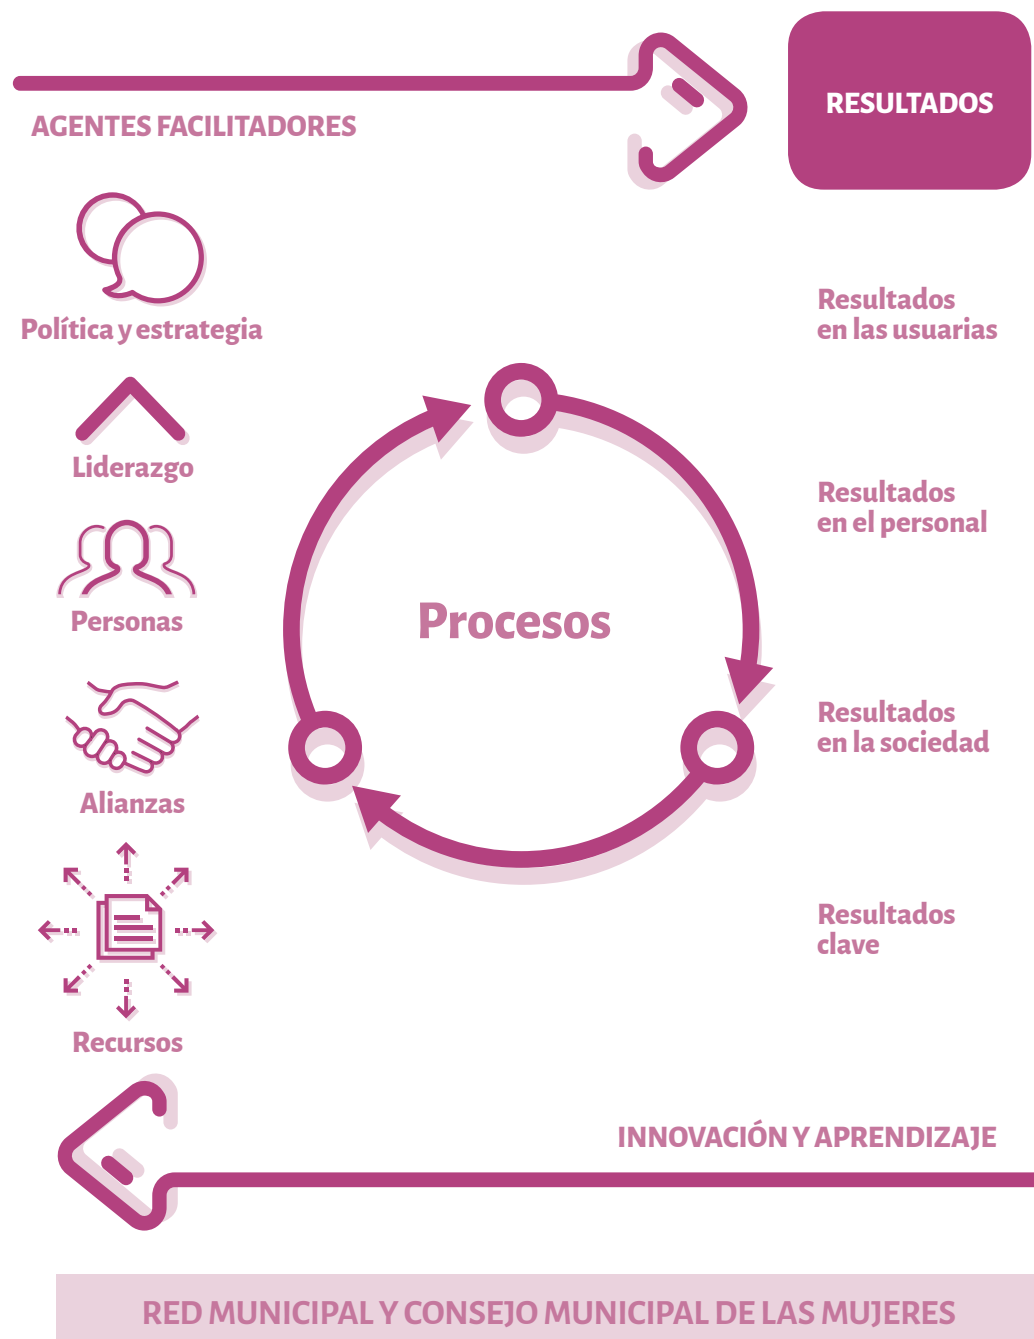 RESULTADOS
AGENTES FACILITADORES
Política y estrategia
Liderazgo
Personas
Alianzas
Recursos
Procesos
Resultados
en las usuarias
Resultados
en el personal
Resultados
en la sociedad
Resultados
clave
INNOVACIÓN Y APRENDIZAJE
RED MUNICIPAL Y CONSEJO MUNICIPAL DE LAS MUJERES